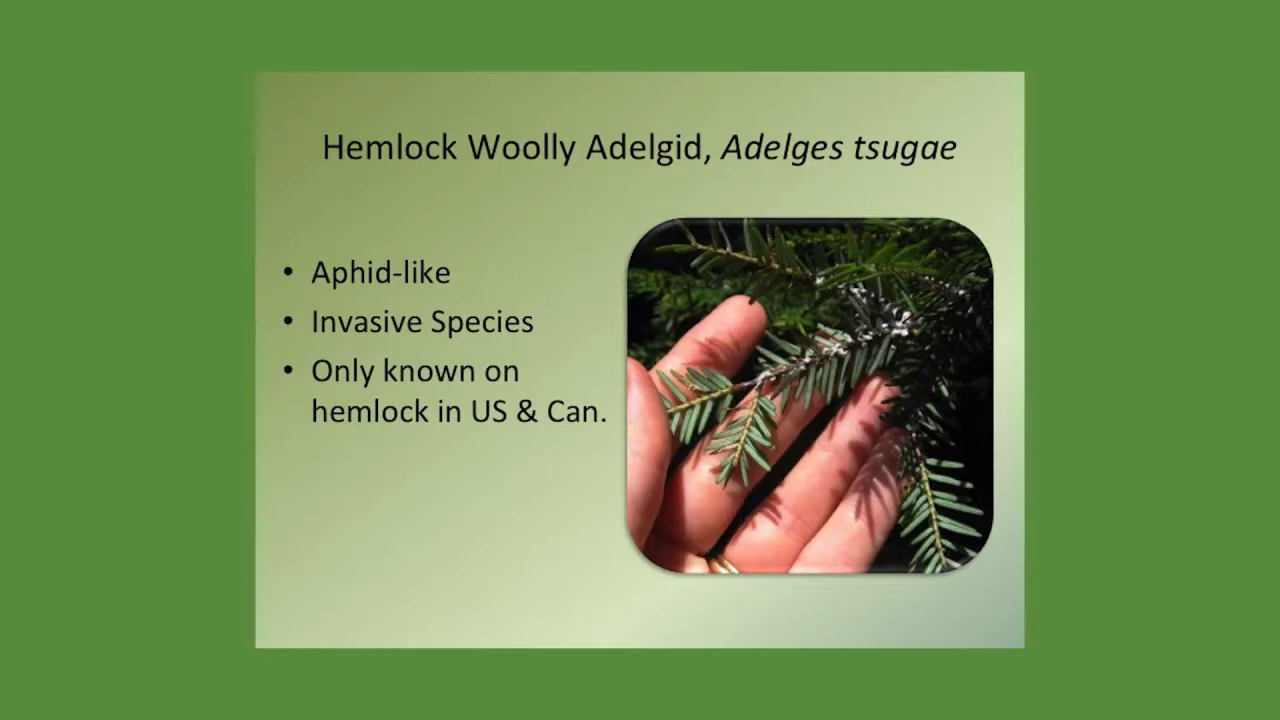 Hemlock Woolly Adelgid, Adelges tsugae
• Aphid-like
• Invasive Species
• Only known on
hemlock in US & Can.